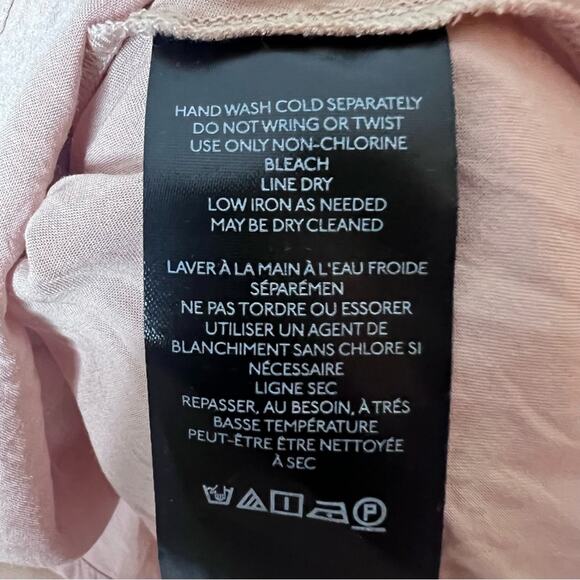 HAND WASH COLD SEPARATELY
DO NOT WRING OR TWIST
USE ONLY NON-CHLORINE
BLEACH
LINE DRY
LOW IRON AS NEEDED
MAY BE DRY CLEANED
LAVER À LA MAIN À L'EAU FROIDE
SÉPARÉMEN
NE PAS TORDRE OU ESSORER
UTILISER UN AGENT DE
BLANCHIMENT SANS CHLORE SI
NÉCESSAIRE
LIGNE SEC
REPASSER, AU BESOIN, À TRÉS
BASSE TEMPÉRATURE
PEUT-ÊTRE ÊTRE NETTOYÉE
À SEC
P